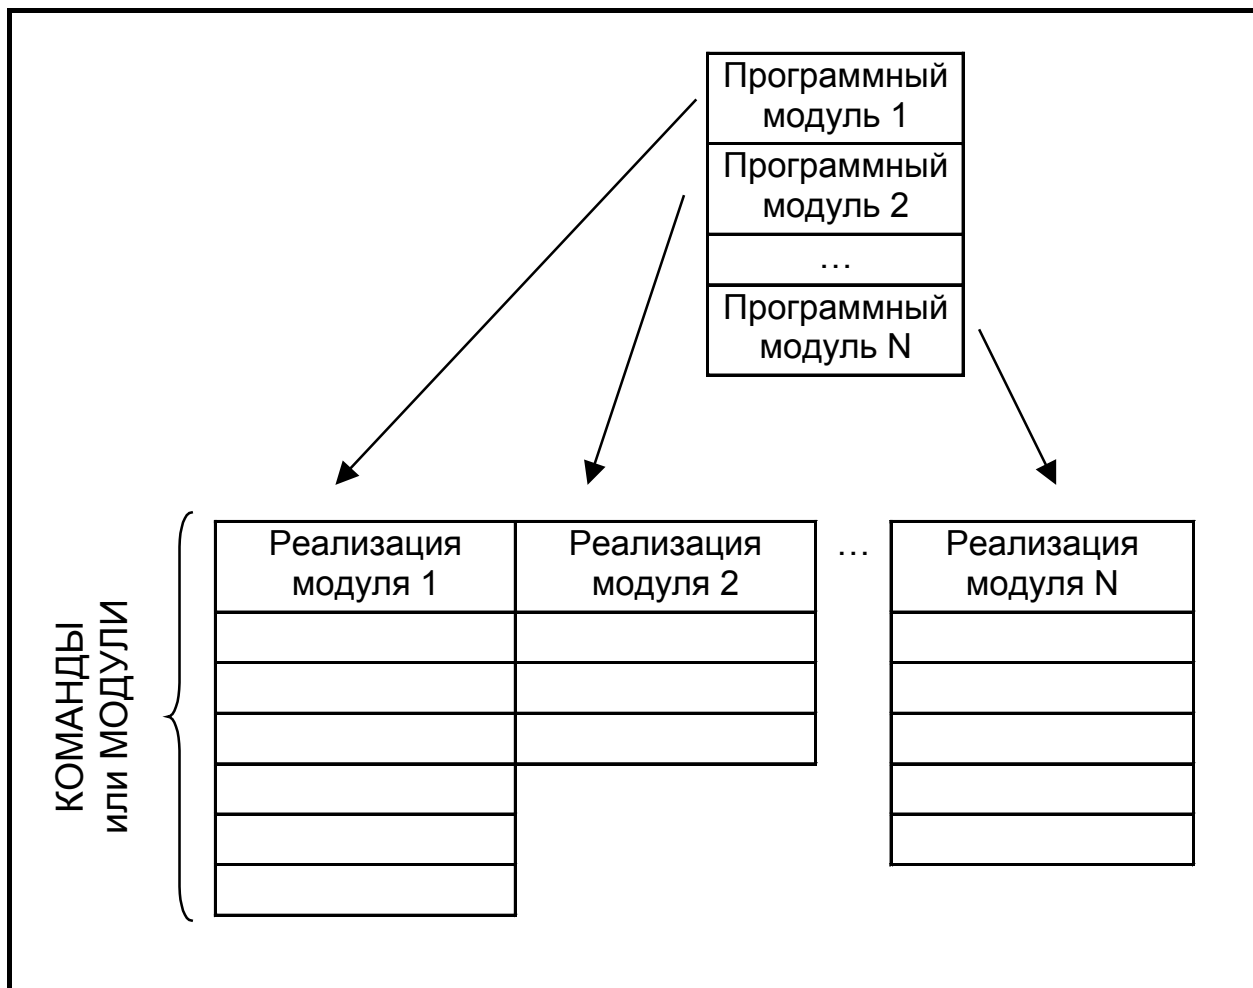 Программный
модуль 1
Программный
модуль 2
…
Программный
модуль N
Реализация
модуля 1
Реализация
модуля 2
…
Реализация
модуля N
КОМАНДЫ
или МОДУЛИ